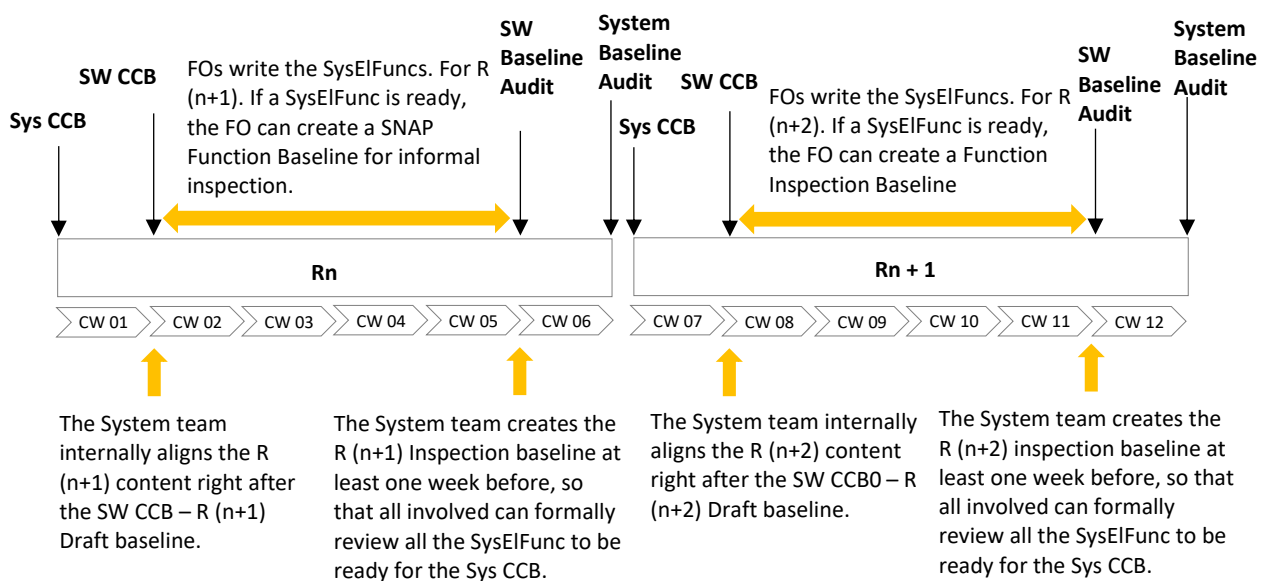 Sys CCB
SW CCB
FOs write the SysElFuncs. For R
(n+1). If a SysElFunc is ready,
the FO can create a SNAP
Function Baseline for informal
inspection.
SW
Baseline
Audit
System
Baseline
Audit
Sys CCB
SW CCB
FOs write the SysElFuncs. For R
(n+2). If a SysElFunc is ready,
the FO can create a Function
Inspection Baseline
SW
Baseline
Audit
System
Baseline
Audit
Rn
Rn + 1
CW 01
CW 02
CW 03
CW 04
CW 05
CW 06
CW 07
CW 08
CW 09
CW 10
CW 11
CW 12
The System team
internally aligns the R
(n+1) content right after
the SW CCB – R (n+1)
Draft baseline.
The System team creates the
R (n+1) Inspection baseline at
least one week before, so
that all involved can formally
review all the SysElFunc to be
ready for the Sys CCB.
The System team internally
aligns the R (n+2) content
right after the SW CCB0 – R
(n+2) Draft baseline.
The System team creates the
R (n+2) inspection baseline at
least one week before, so that
all involved can formally
review all the SysElFunc to be
ready for the Sys CCB.